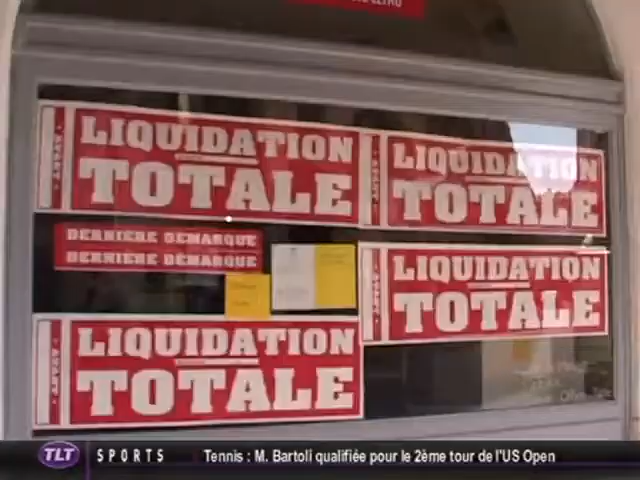 LIQUIDATION
TOTALE
LIQUIDATION
TOTALE
DERNIERE DEMARQUE
DERNIERE DÉMARQUE
LIQUIDATION
TOTALE
LIQUIDATION
TOTALE
TLT SPORTS Tennis : M. Bartoli qualifiée pour le 2ème tour de l'US Open